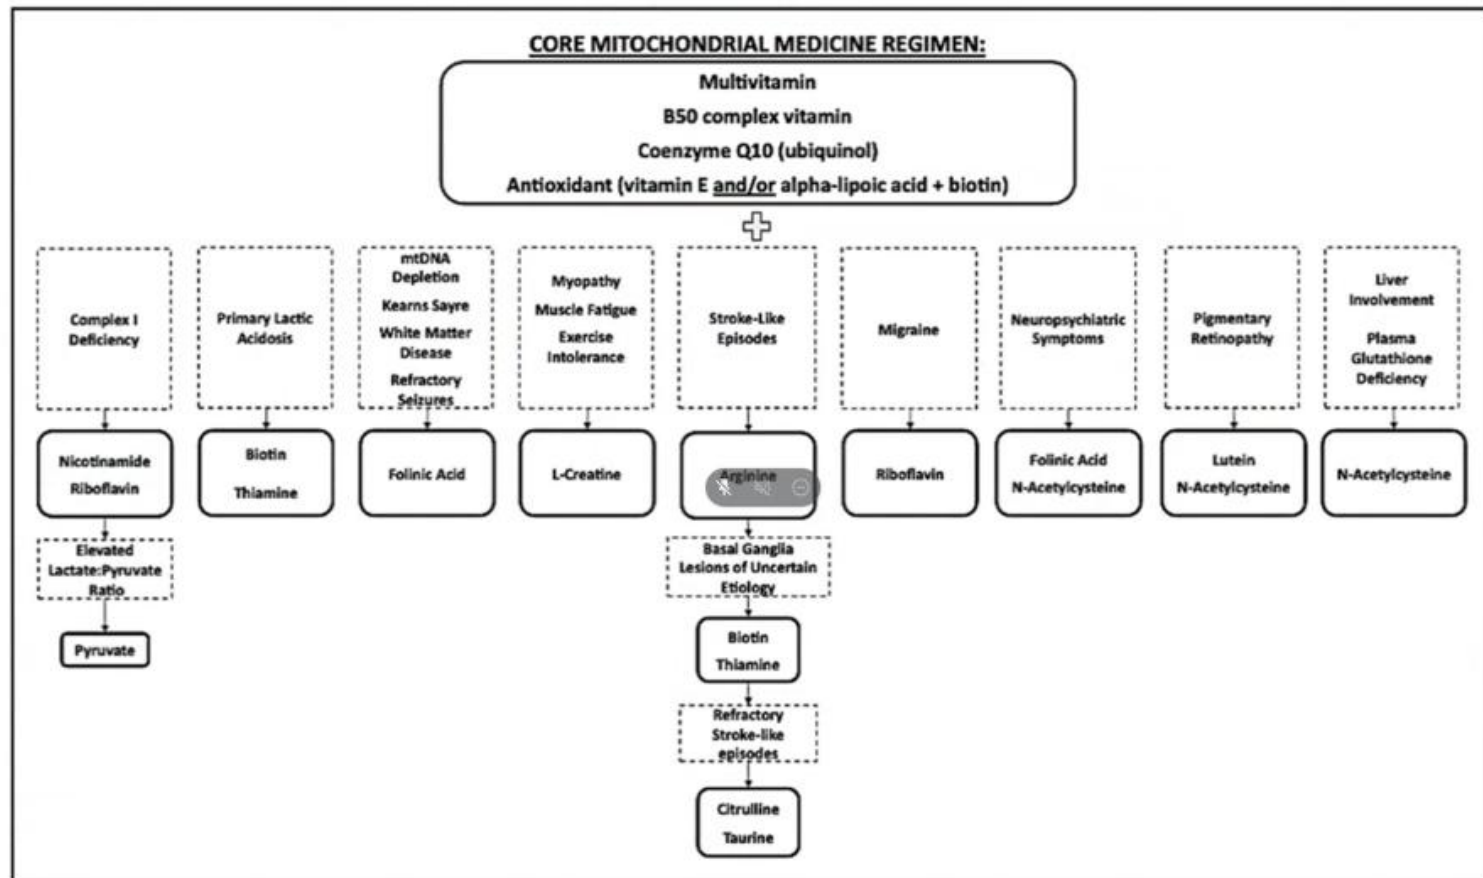 CORE MITOCHONDRIAL MEDICINE REGIMEN:
Multivitamin
B50 complex vitamin
Coenzyme Q10 (ubiquinol)
Antioxidant (vitamin E and/or alpha-lipoic acid + biotin)
Complex I
Deficiency
Primary Lactic
Acidosis
mtDNA
Depletion
Kearns Sayre
White Matter
Disease
Refractory
Seizures
Myopathy
Muscle Fatigue
Exercise
Intolerance
Stroke-Like
Episodes
Migraine
Neuropsychiatric
Symptoms
Pigmentary
Retinopathy
Liver
Involvement
Plasma
Glutathione
Deficiency
Nicotinamide
Riboflavin
Biotin
Thiamine
Folinic Acid
L-Creatine
Arginine
Riboflavin
Folinic Acid
N-Acetylcysteine
Lutein
N-Acetylcysteine
N-Acetylcysteine
Elevated
Lactate:Pyruvate
Ratio
Pyruvate
Basal Ganglia
Lesions of Uncertain
Etiology
Biotin
Thiamine
Refractory
Stroke-like
episodes
Citrulline
Taurine